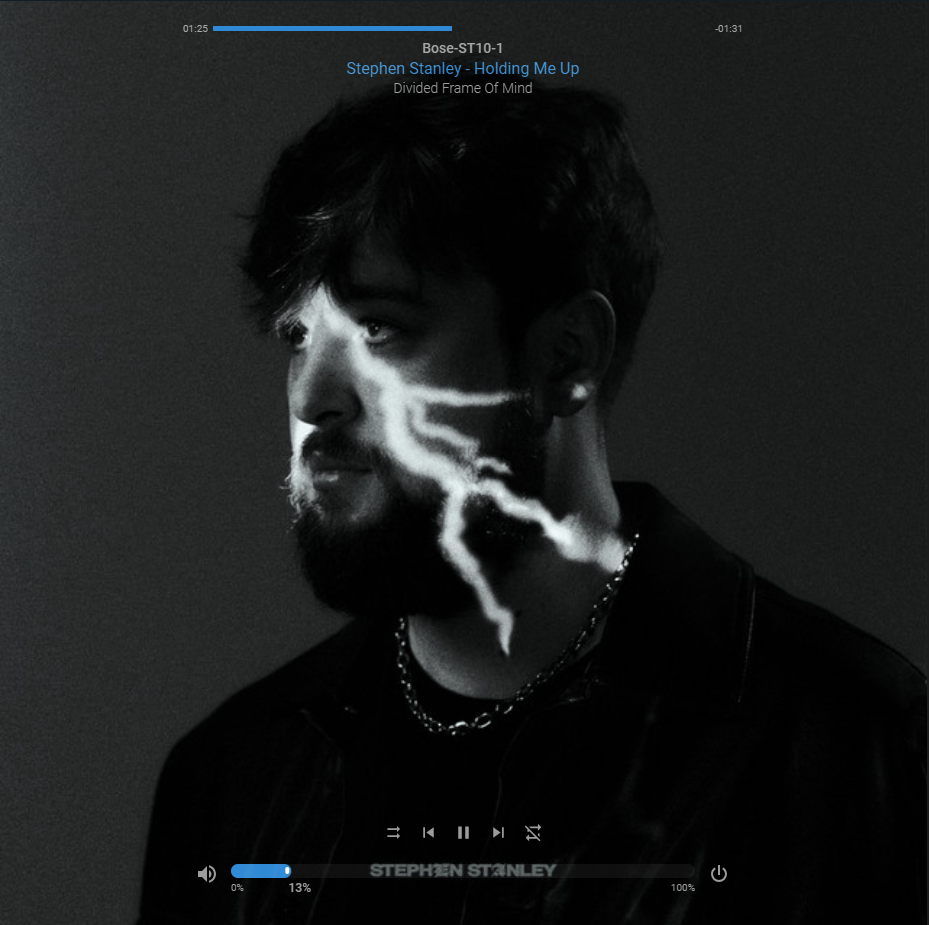 01:25 -01:31
Bose-ST10-1
Stephen Stanley - Holding Me Up
Divided Frame Of Mind
STEPHEN STANLEY
0% 13% 100%